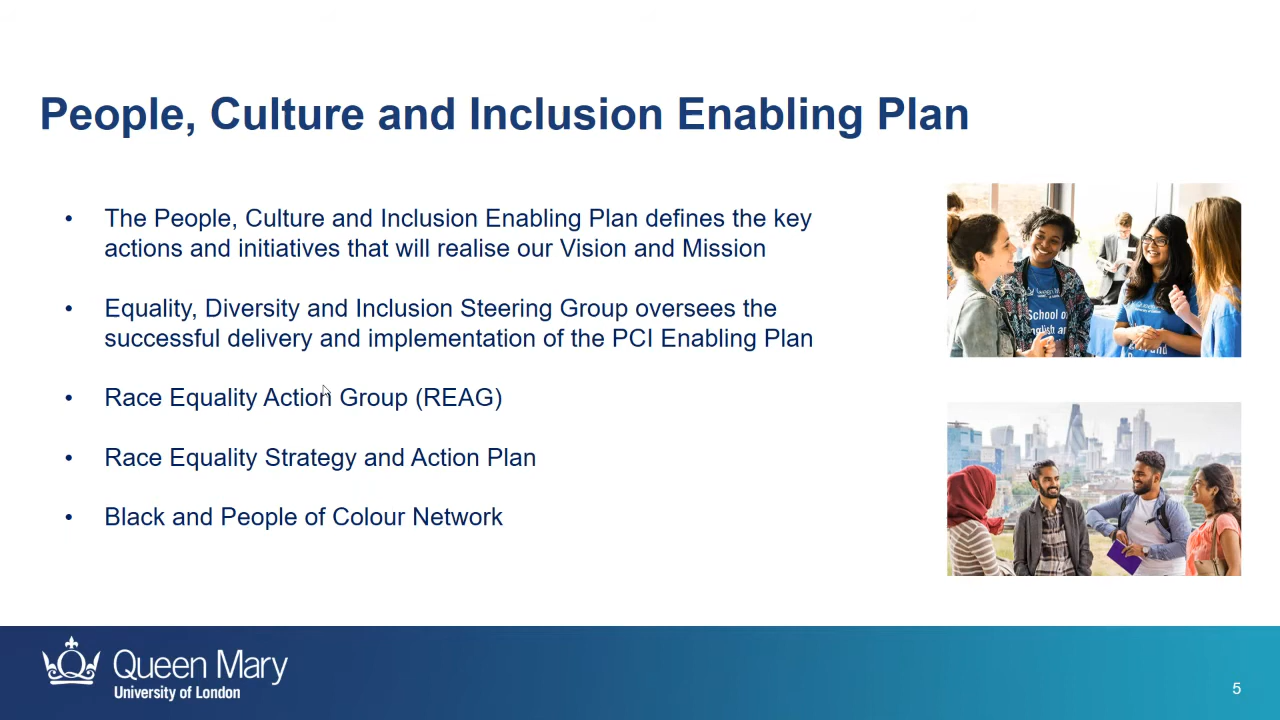 People, Culture and Inclusion Enabling Plan
• The People, Culture and Inclusion Enabling Plan defines the key
actions and initiatives that will realise our Vision and Mission
• Equality, Diversity and Inclusion Steering Group oversees the
successful delivery and implementation of the PCI Enabling Plan
• Race Equality Action Group (REAG)
• Race Equality Strategy and Action Plan
• Black and People of Colour Network
School of
Queen Mary
University of London
5